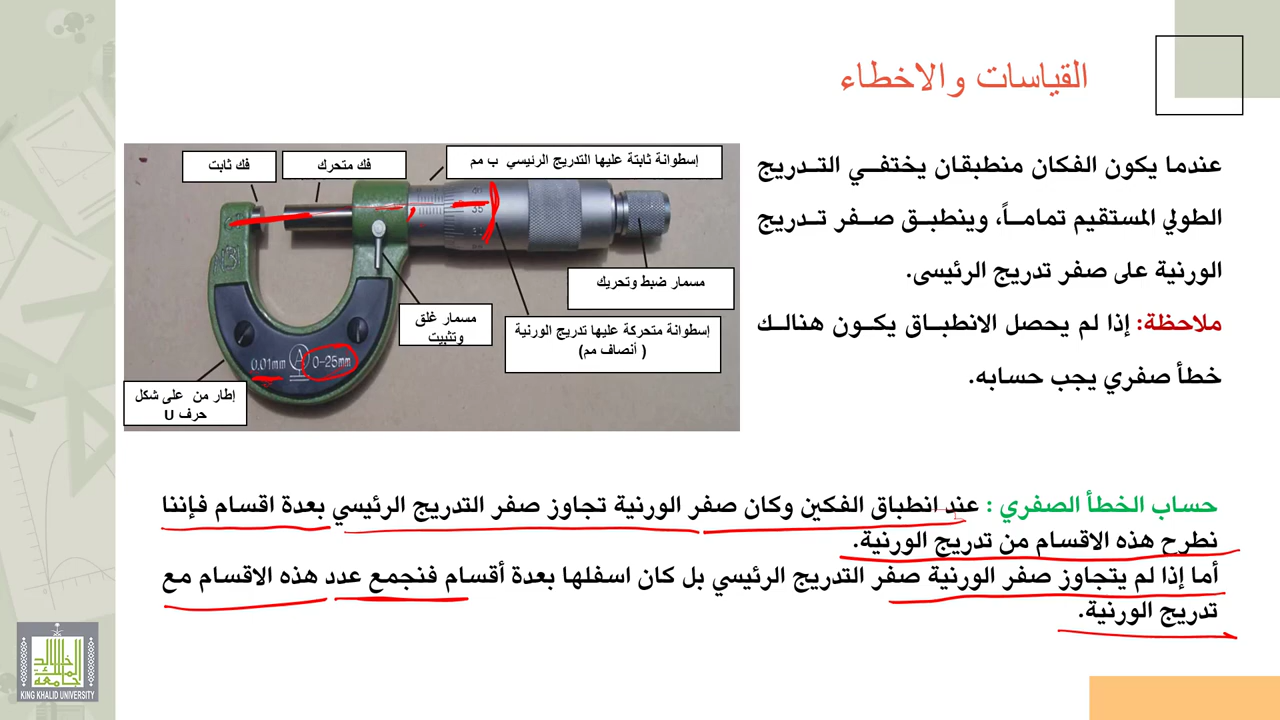 القياسات والاخطاء
عندما يكون الفكان منطبقان يختفي التدريج
الطولي المستقيم تماماً، وينطبق صفر تدريج
الورنية على صفر تدريج الرئيسى.
ملاحظة: إذا لم يحصل الانطباق يكون هنالك
خطأ صفري يجب حسابه.
إسطوانة ثابتة عليها التدريج الرئيسي ب مم
فك متحرك
فك ثابت
مسمار ضبط وتحريك
إسطوانة متحركة عليها تدريج الورنية
( أنصاف مم)
مسمار غلق
وتثبيت
إطار من على شكل
حرف U
0.01mm
A
0-25mm
35
حساب الخطأ الصفري : عند انطباق الفكين وكان صفر الورنية تجاوز صفر التدريج الرئيسي بعدة اقسام فإننا
نطرح هذه الاقسام من تدريج الورنية.
أما إذا لم يتجاوز صفر الورنية صفر التدريج الرئيسي بل كان اسفلها بعدة أقسام فنجمع عدد هذه الاقسام مع
تدريج الورنية.
جامعة الملك خالد
KING KHALID UNIVERSITY